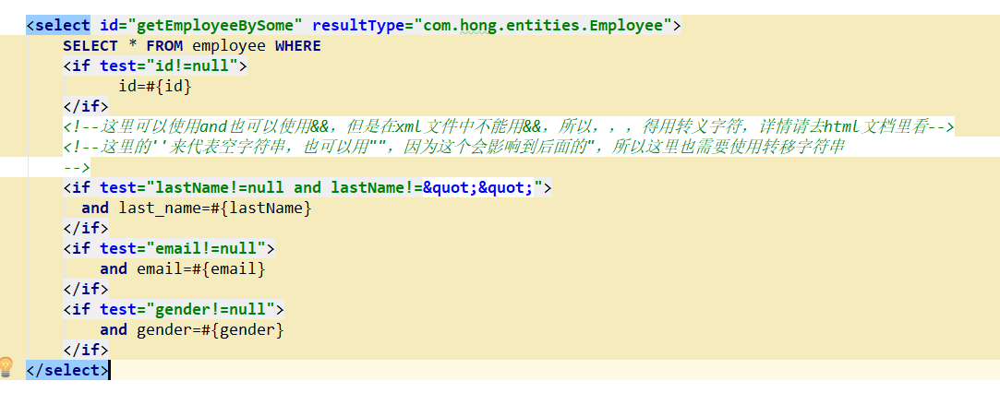 <select id="getEmployeeBySome" resultType="com.hong.entities.Employee">
SELECT * FROM employee WHERE
<if test="id!=null">
id=#{id}
</if>
<!--这里可以使用and也可以使用&&，但是在xml文件中不能用&&，所以，，，得用转义字符，详情请去html文档里看-->
<!--这里的''来代表空字符串，也可以用""，因为这个会影响到后面的"，所以这里也需要使用转移字符串
-->
<if test="lastName!=null and lastName!=&quot;&quot;">
and last_name=#{lastName}
</if>
<if test="email!=null">
and email=#{email}
</if>
<if test="gender!=null">
and gender=#{gender}
</if>
</select>